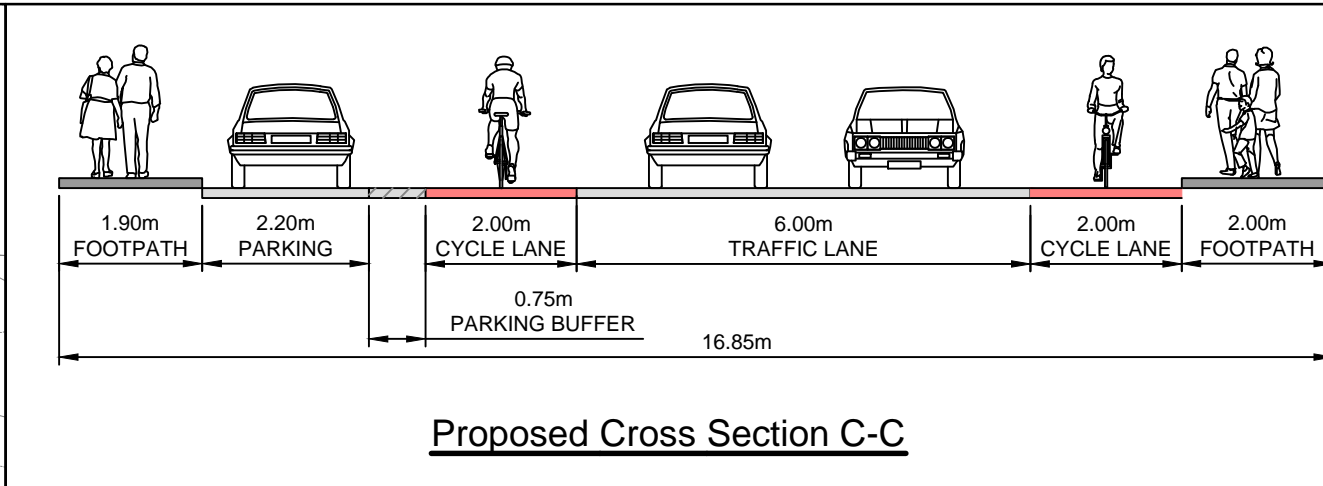 1.90m
FOOTPATH
2.20m
PARKING
2.00m
CYCLE LANE
6.00m
TRAFFIC LANE
2.00m
CYCLE LANE
2.00m
FOOTPATH
0.75m
PARKING BUFFER
16.85m
Proposed Cross Section C-C